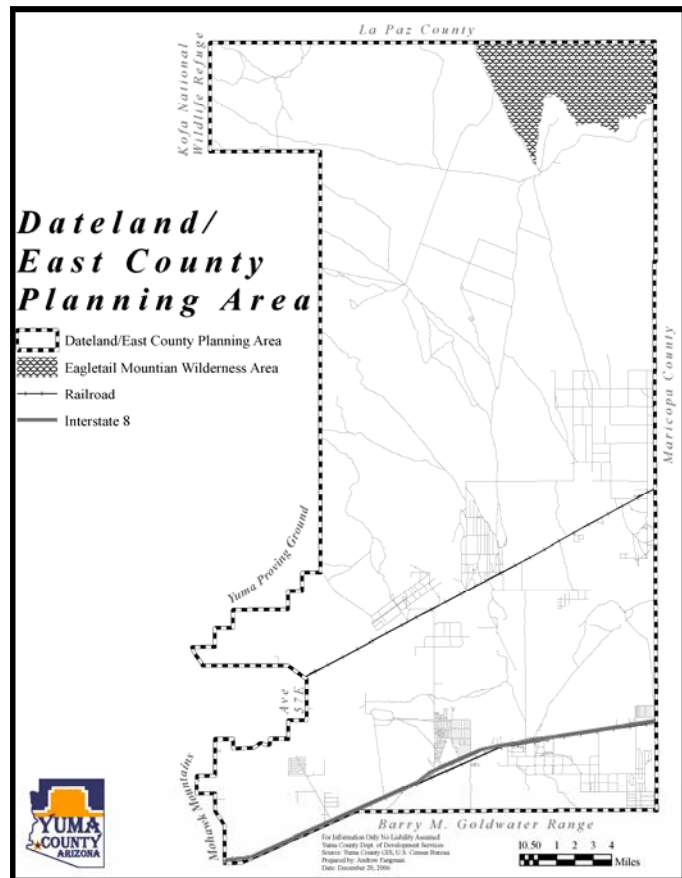 La Paz County
Kofa National
Wildlife Refuge
Dateland/
East County
Planning Area
Dateland/East County Planning Area
Eagletail Mountian Wilderness Area
Railroad
Interstate 8
Maricopa County
Yuma Proving Ground
Ave
57E
Mohawk Mountains
Barry M. Goldwater Range
YUMA
COUNTY
ARIZONA
For Information Only No Liability Assumed
Yuma County Dept. of Development Services
Source: Yuma County GIS, U.S. Census Bureau
Prepared by: Andrew Fangman
Date: December 20, 2006
10.50 1 2 3 4
Miles